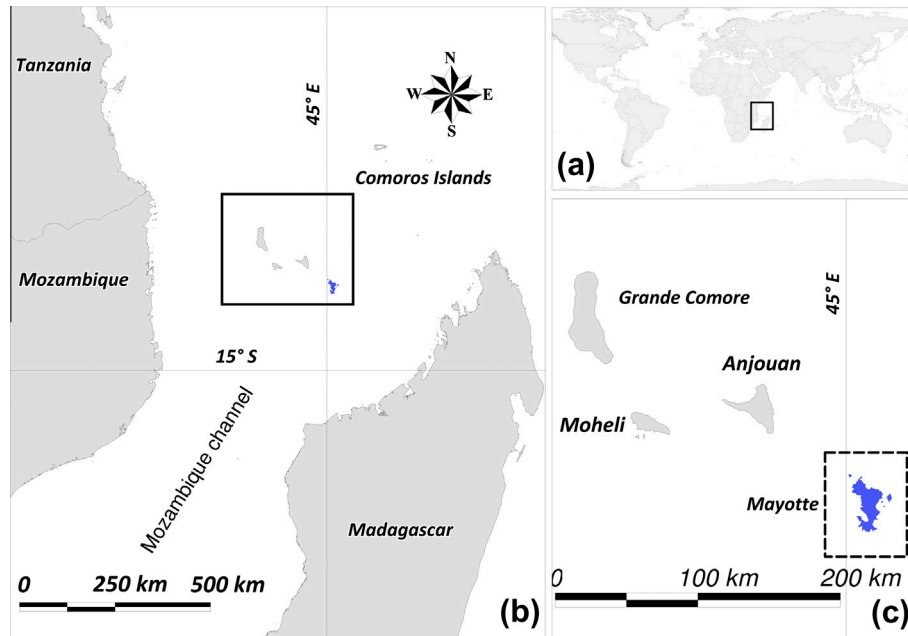 Tanzania
45° E
N
W
E
S
Comoros Islands
Mozambique
15° S
Mozambique channel
Madagascar
0
250 km
500 km
(b)
(a)
45° E
Grande Comore
Anjouan
Moheli
Mayotte
0
100 km
200 km
(c)